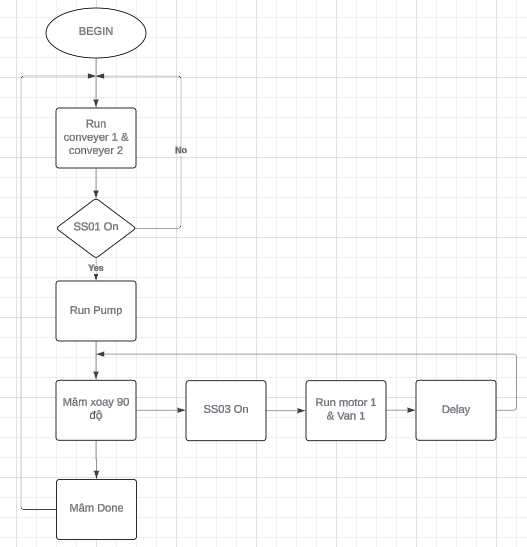 BEGIN
Run
conveyer 1 &
conveyer 2
No
SS01 On
Yes
Run Pump
Mâm xoay 90
độ
SS03 On
Run motor 1
& Van 1
Delay
Mâm Done